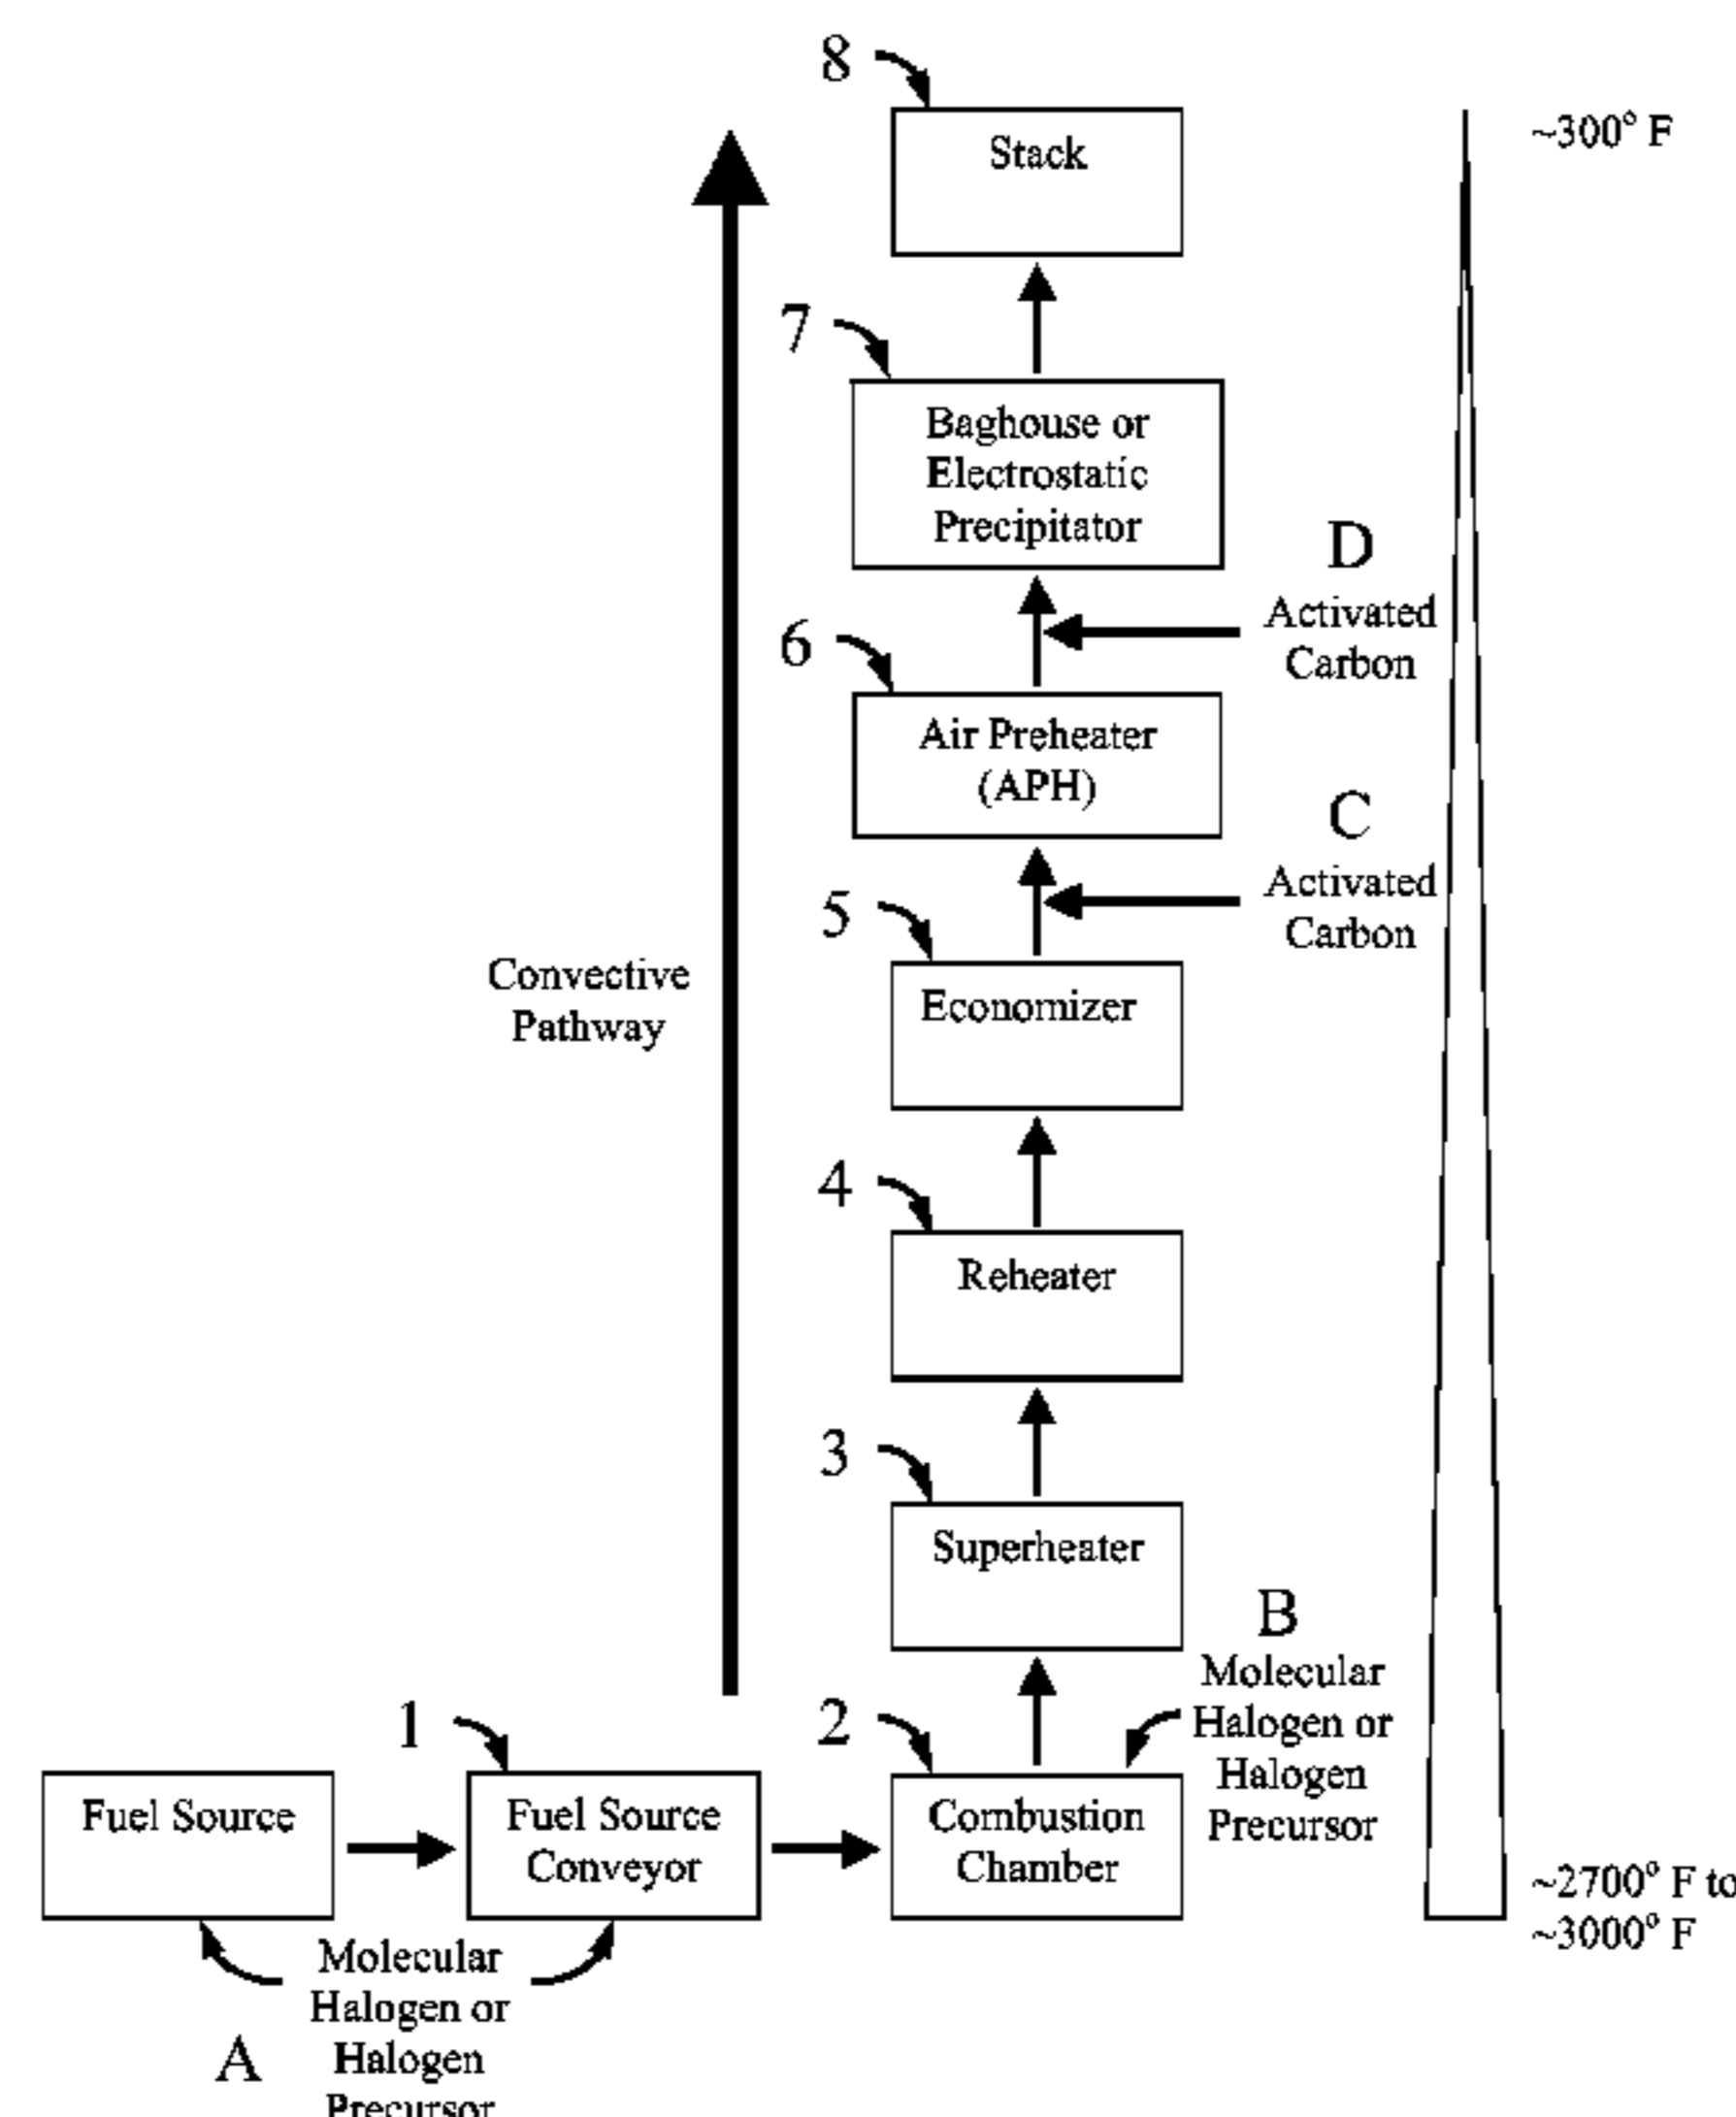 8
Stack
~300° F
7
Baghouse or
Electrostatic
Precipitator
D
Activated
Carbon
6
Air Preheater
(APH)
C
Activated
Carbon
5
Economizer
Convective
Pathway
4
Reheater
3
Superheater
B
Molecular
Halogen or
Halogen
Precursor
1
2
Fuel Source
Fuel Source
Conveyor
Combustion
Chamber
~2700° F to
~3000° F
A
Molecular
Halogen or
Halogen
Precursor